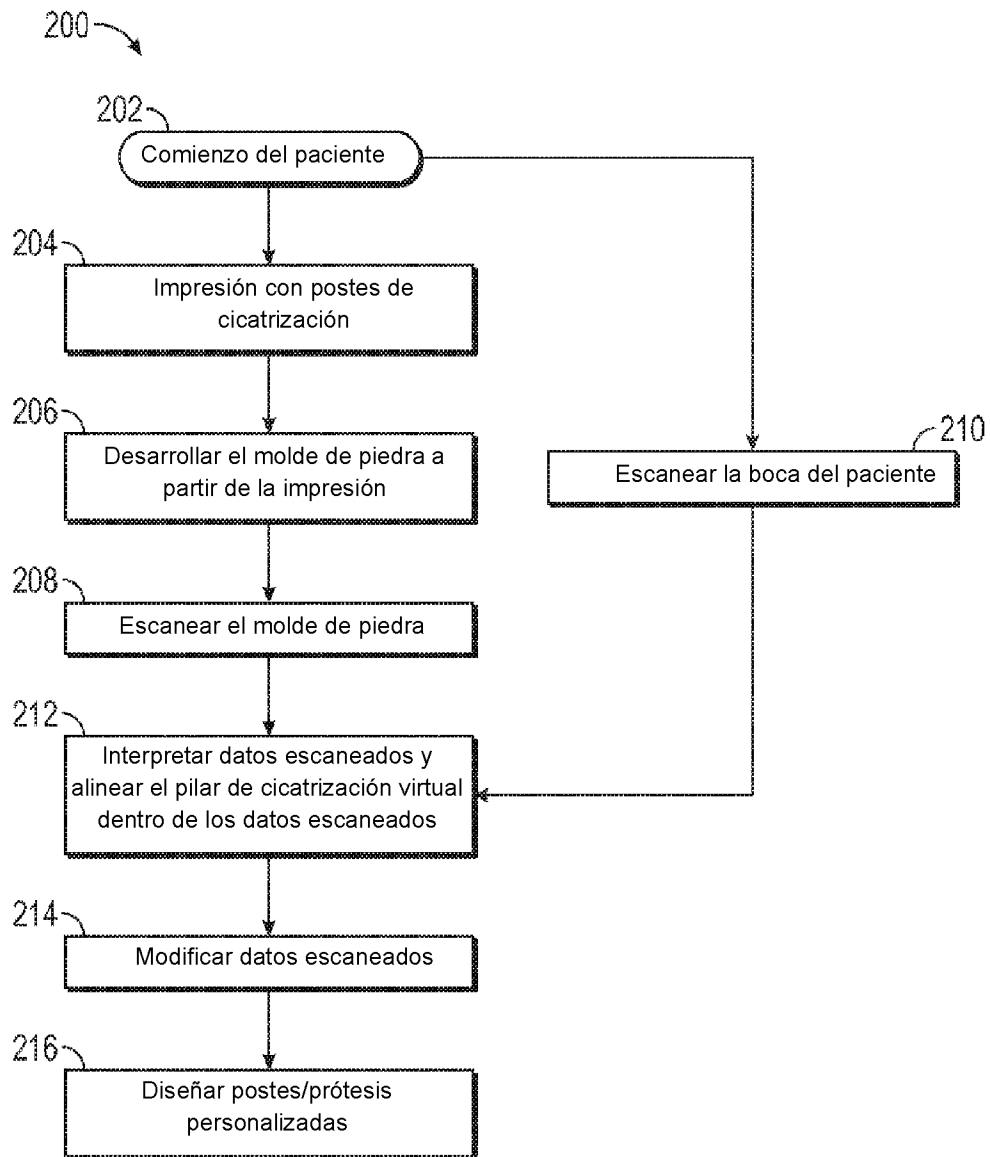 200
202
Comienzo del paciente
204
Impresión con postes de
cicatrización
206
Desarrollar el molde de piedra a
partir de la impresión
210
Escanear la boca del paciente
208
Escanear el molde de piedra
212
Interpretar datos escaneados y
alinear el pilar de cicatrización virtual
dentro de los datos escaneados
214
Modificar datos escaneados
216
Diseñar postes/prótesis
personalizadas